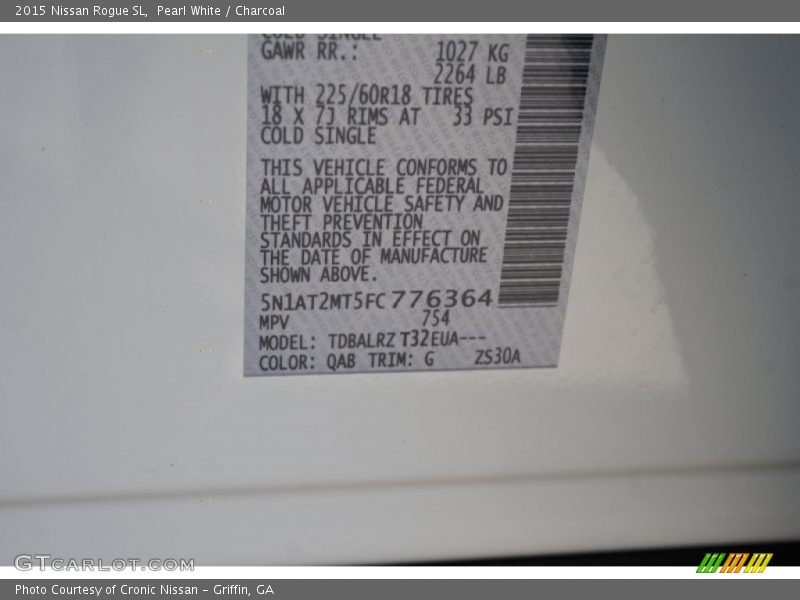 2015 Nissan Rogue SL, Pearl White / Charcoal
COLD SINGLE
GAWR RR.: 1027 KG
2264 LB
WITH 225/60R18 TIRES
18 X 7J RIMS AT 33 PSI
COLD SINGLE
THIS VEHICLE CONFORMS TO
ALL APPLICABLE FEDERAL
MOTOR VEHICLE SAFETY AND
THEFT PREVENTION
STANDARDS IN EFFECT ON
THE DATE OF MANUFACTURE
SHOWN ABOVE.
5N1AT2MT5FC776364
MPV 754
MODEL: TDBALRZ T32EUA---
COLOR: QAB TRIM: G ZS30A
GTCARLOT.COM
Photo Courtesy of Cronic Nissan - Griffin, GA